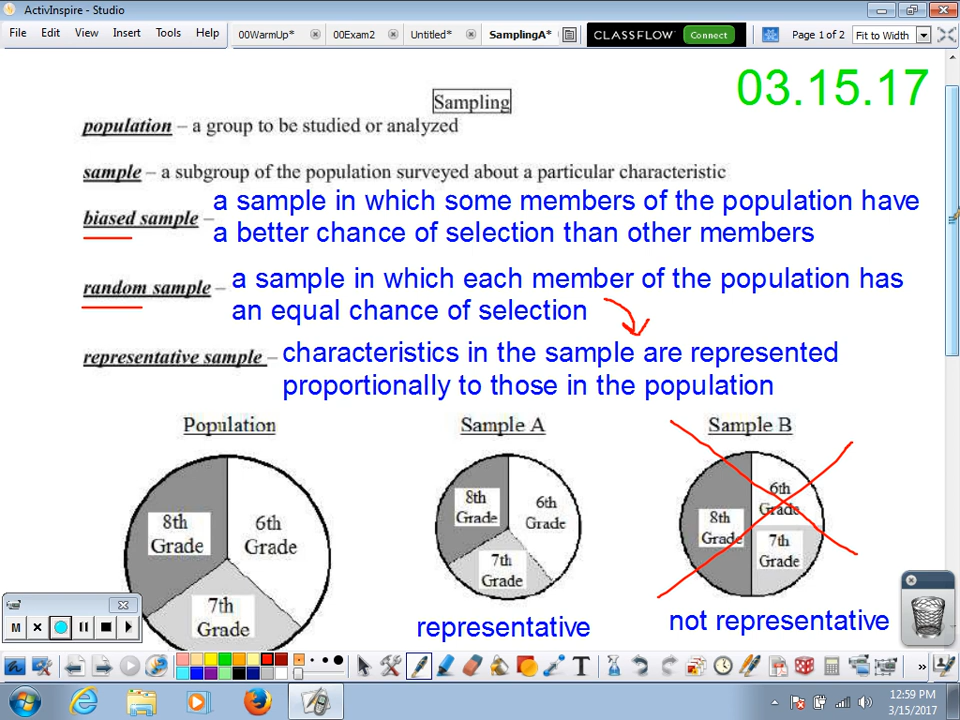 ActivInspire - Studio
File Edit View Insert Tools Help 00WarmUp* 00Exam2 Untitled* SamplingA* CLASSFLOW Connect Page 1 of 2 Fit to Width
03.15.17
Sampling
population – a group to be studied or analyzed
sample – a subgroup of the population surveyed about a particular characteristic
biased sample – a sample in which some members of the population have
a better chance of selection than other members
random sample – a sample in which each member of the population has
an equal chance of selection
representative sample – characteristics in the sample are represented
proportionally to those in the population
Population Sample A Sample B
8th
Grade
6th
Grade
7th
Grade
8th
Grade
6th
Grade
7th
Grade
8th
Grade
6th
Grade
7th
Grade
representative
not representative
M
T
12:59 PM
3/15/2017